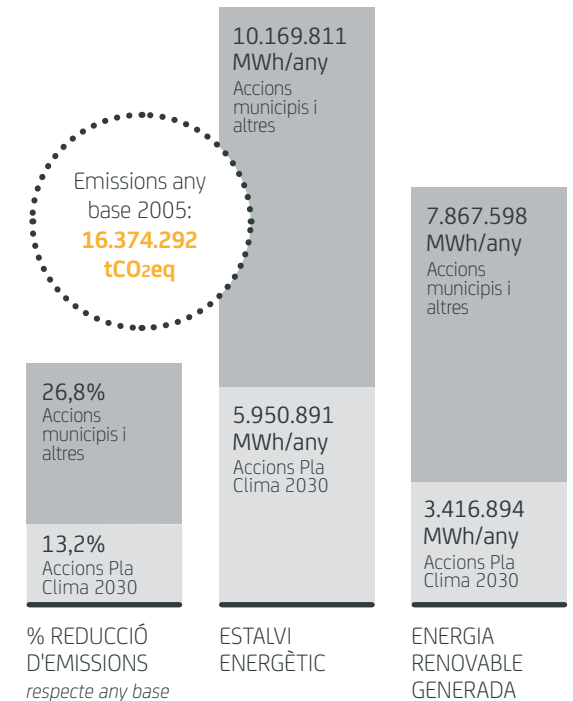 10.169.811
MWh/any
Accions
municipis i
altres
Emissions any
base 2005:
16.374.292
tCO2eq
7.867.598
MWh/any
Accions
municipis i
altres
26,8%
Accions
municipis i
altres
5.950.891
MWh/any
Accions Pla
Clima 2030
3.416.894
MWh/any
Accions Pla
Clima 2030
13,2%
Accions Pla
Clima 2030
% REDUCCIÓ
D'EMISSIONS
respecte any base
ESTALVI
ENERGÈTIC
ENERGIA
RENOVABLE
GENERADA